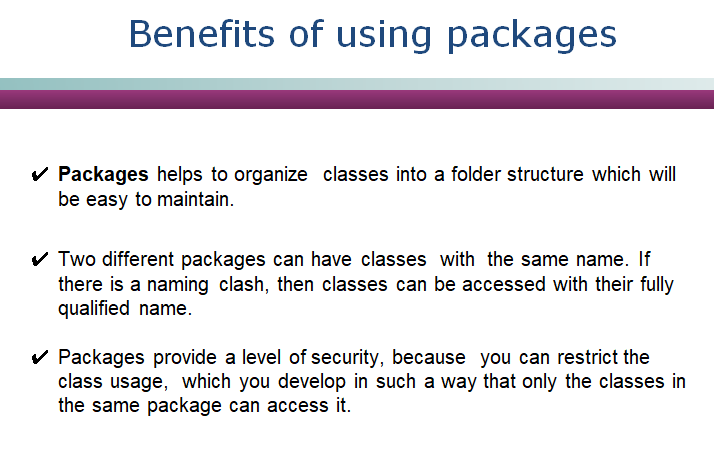 Benefits of using packages
✔ Packages helps to organize classes into a folder structure which will
be easy to maintain.
✔ Two different packages can have classes with the same name. If
there is a naming clash, then classes can be accessed with their fully
qualified name.
✔ Packages provide a level of security, because you can restrict the
class usage, which you develop in such a way that only the classes in
the same package can access it.